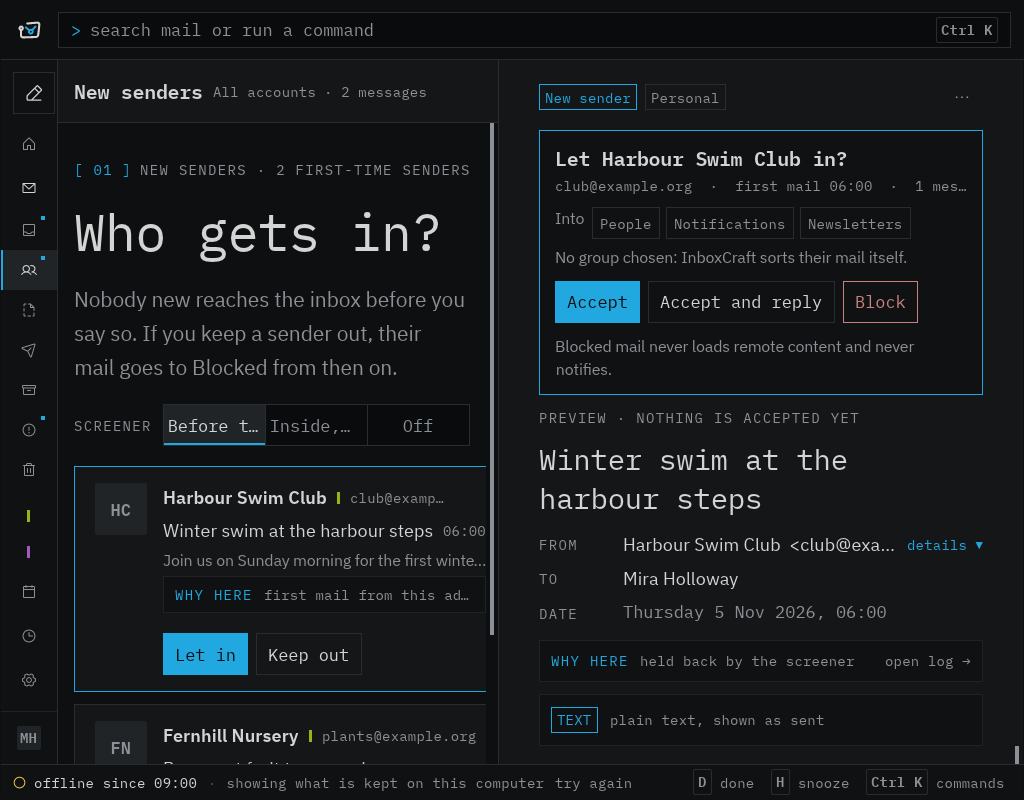 > search mail or run a command Ctrl K
New senders All accounts · 2 messages
[ 01 ] NEW SENDERS · 2 FIRST-TIME SENDERS
Who gets in?
Nobody new reaches the inbox before you
say so. If you keep a sender out, their
mail goes to Blocked from then on.
SCREENER Before t… Inside,… Off
HC Harbour Swim Club club@examp…
Winter swim at the harbour steps 06:00
Join us on Sunday morning for the first winte…
WHY HERE first mail from this ad…
Let in Keep out
FN Fernhill Nursery plants@example.org
MH
New sender Personal ...
Let Harbour Swim Club in?
club@example.org · first mail 06:00 · 1 mes…
Into People Notifications Newsletters
No group chosen: InboxCraft sorts their mail itself.
Accept Accept and reply Block
Blocked mail never loads remote content and never
notifies.
PREVIEW · NOTHING IS ACCEPTED YET
Winter swim at the
harbour steps
FROM Harbour Swim Club <club@exa… details ▾
TO Mira Holloway
DATE Thursday 5 Nov 2026, 06:00
WHY HERE held back by the screener open log →
TEXT plain text, shown as sent
offline since 09:00 · showing what is kept on this computer try again D done H snooze Ctrl K commands